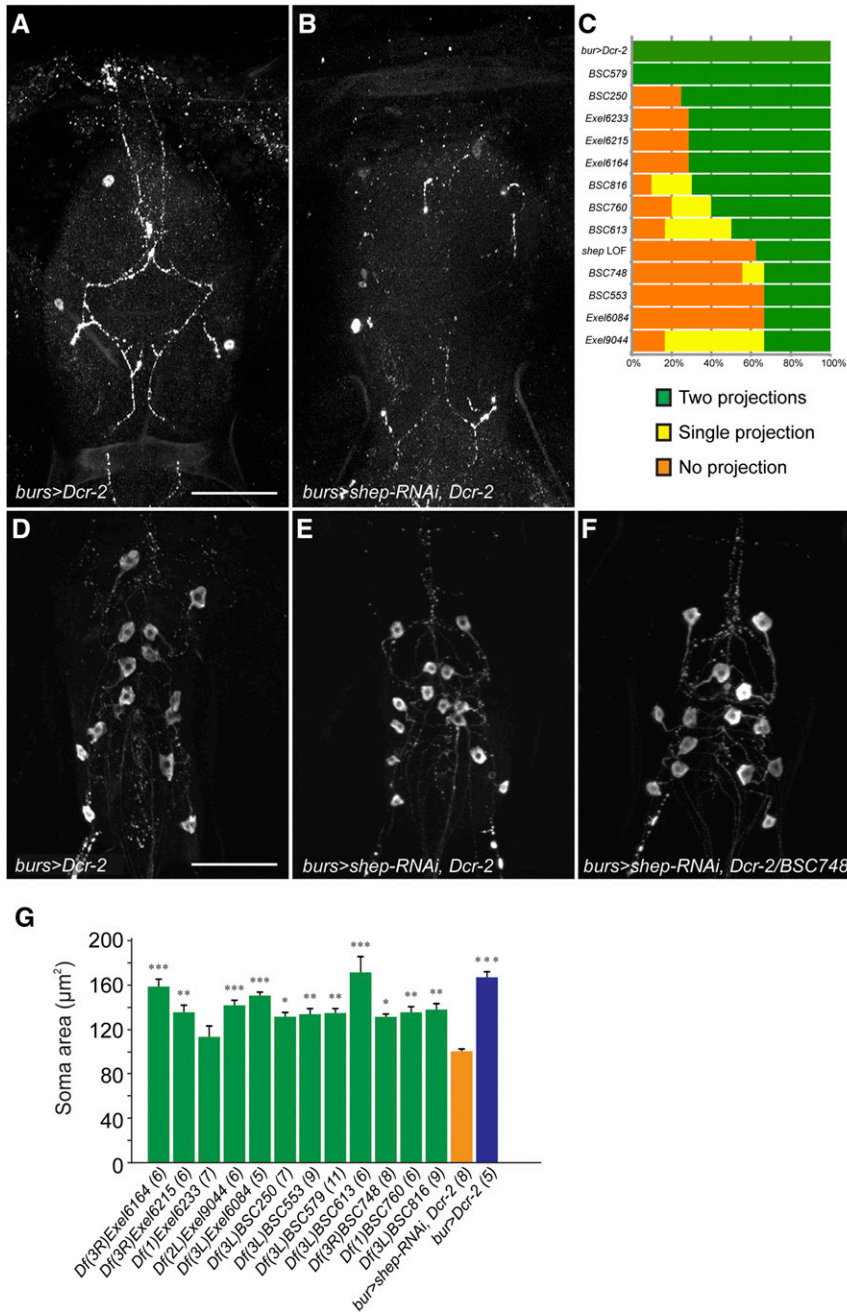 A
burs>Dcr-2
B
burs>shep-RNAi, Dcr-2
C
bur>Dcr-2
BSC579
BSC250
Exel6233
Exel6215
Exel6164
BSC816
BSC760
BSC613
shep LOF
BSC748
BSC553
Exel6084
Exel9044
0% 20% 40% 60% 80% 100%
Two projections
Single projection
No projection
D
burs>Dcr-2
E
burs>shep-RNAi, Dcr-2
F
burs>shep-RNAi, Dcr-2/BSC748
G
Soma area (μm²)
200
160
120
80
40
0
*** ** *** *** * ** ** *** * ** ** ***
Df(3R)Exel6164 (6)
Df(3R)Exel6215 (6)
Df(1)Exel6233 (7)
Df(2L)Exel9044 (6)
Df(3L)Exel6084 (5)
Df(3L)BSC250 (7)
Df(3L)BSC553 (9)
Df(3L)BSC579 (11)
Df(3L)BSC613 (6)
Df(3R)BSC748 (8)
Df(1)BSC760 (6)
Df(3L)BSC816 (9)
bur>shep-RNAi, Dcr-2 (8)
bur>Dcr-2 (5)